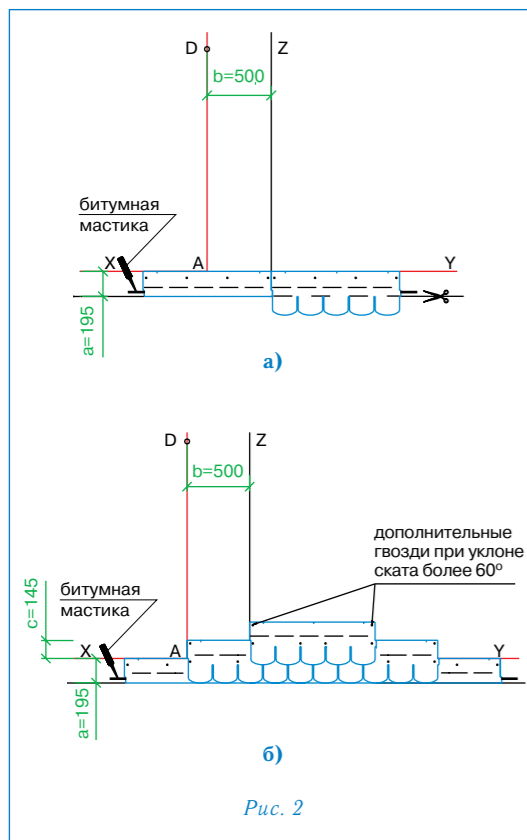 D
Z
b=500
битумная
мастика
X
A
Y
a=195
а)
D
Z
b=500
дополнительные
гвозди при уклоне
ската более 60º
битумная
мастика
c=145
X
A
Y
a=195
б)
Рис. 2